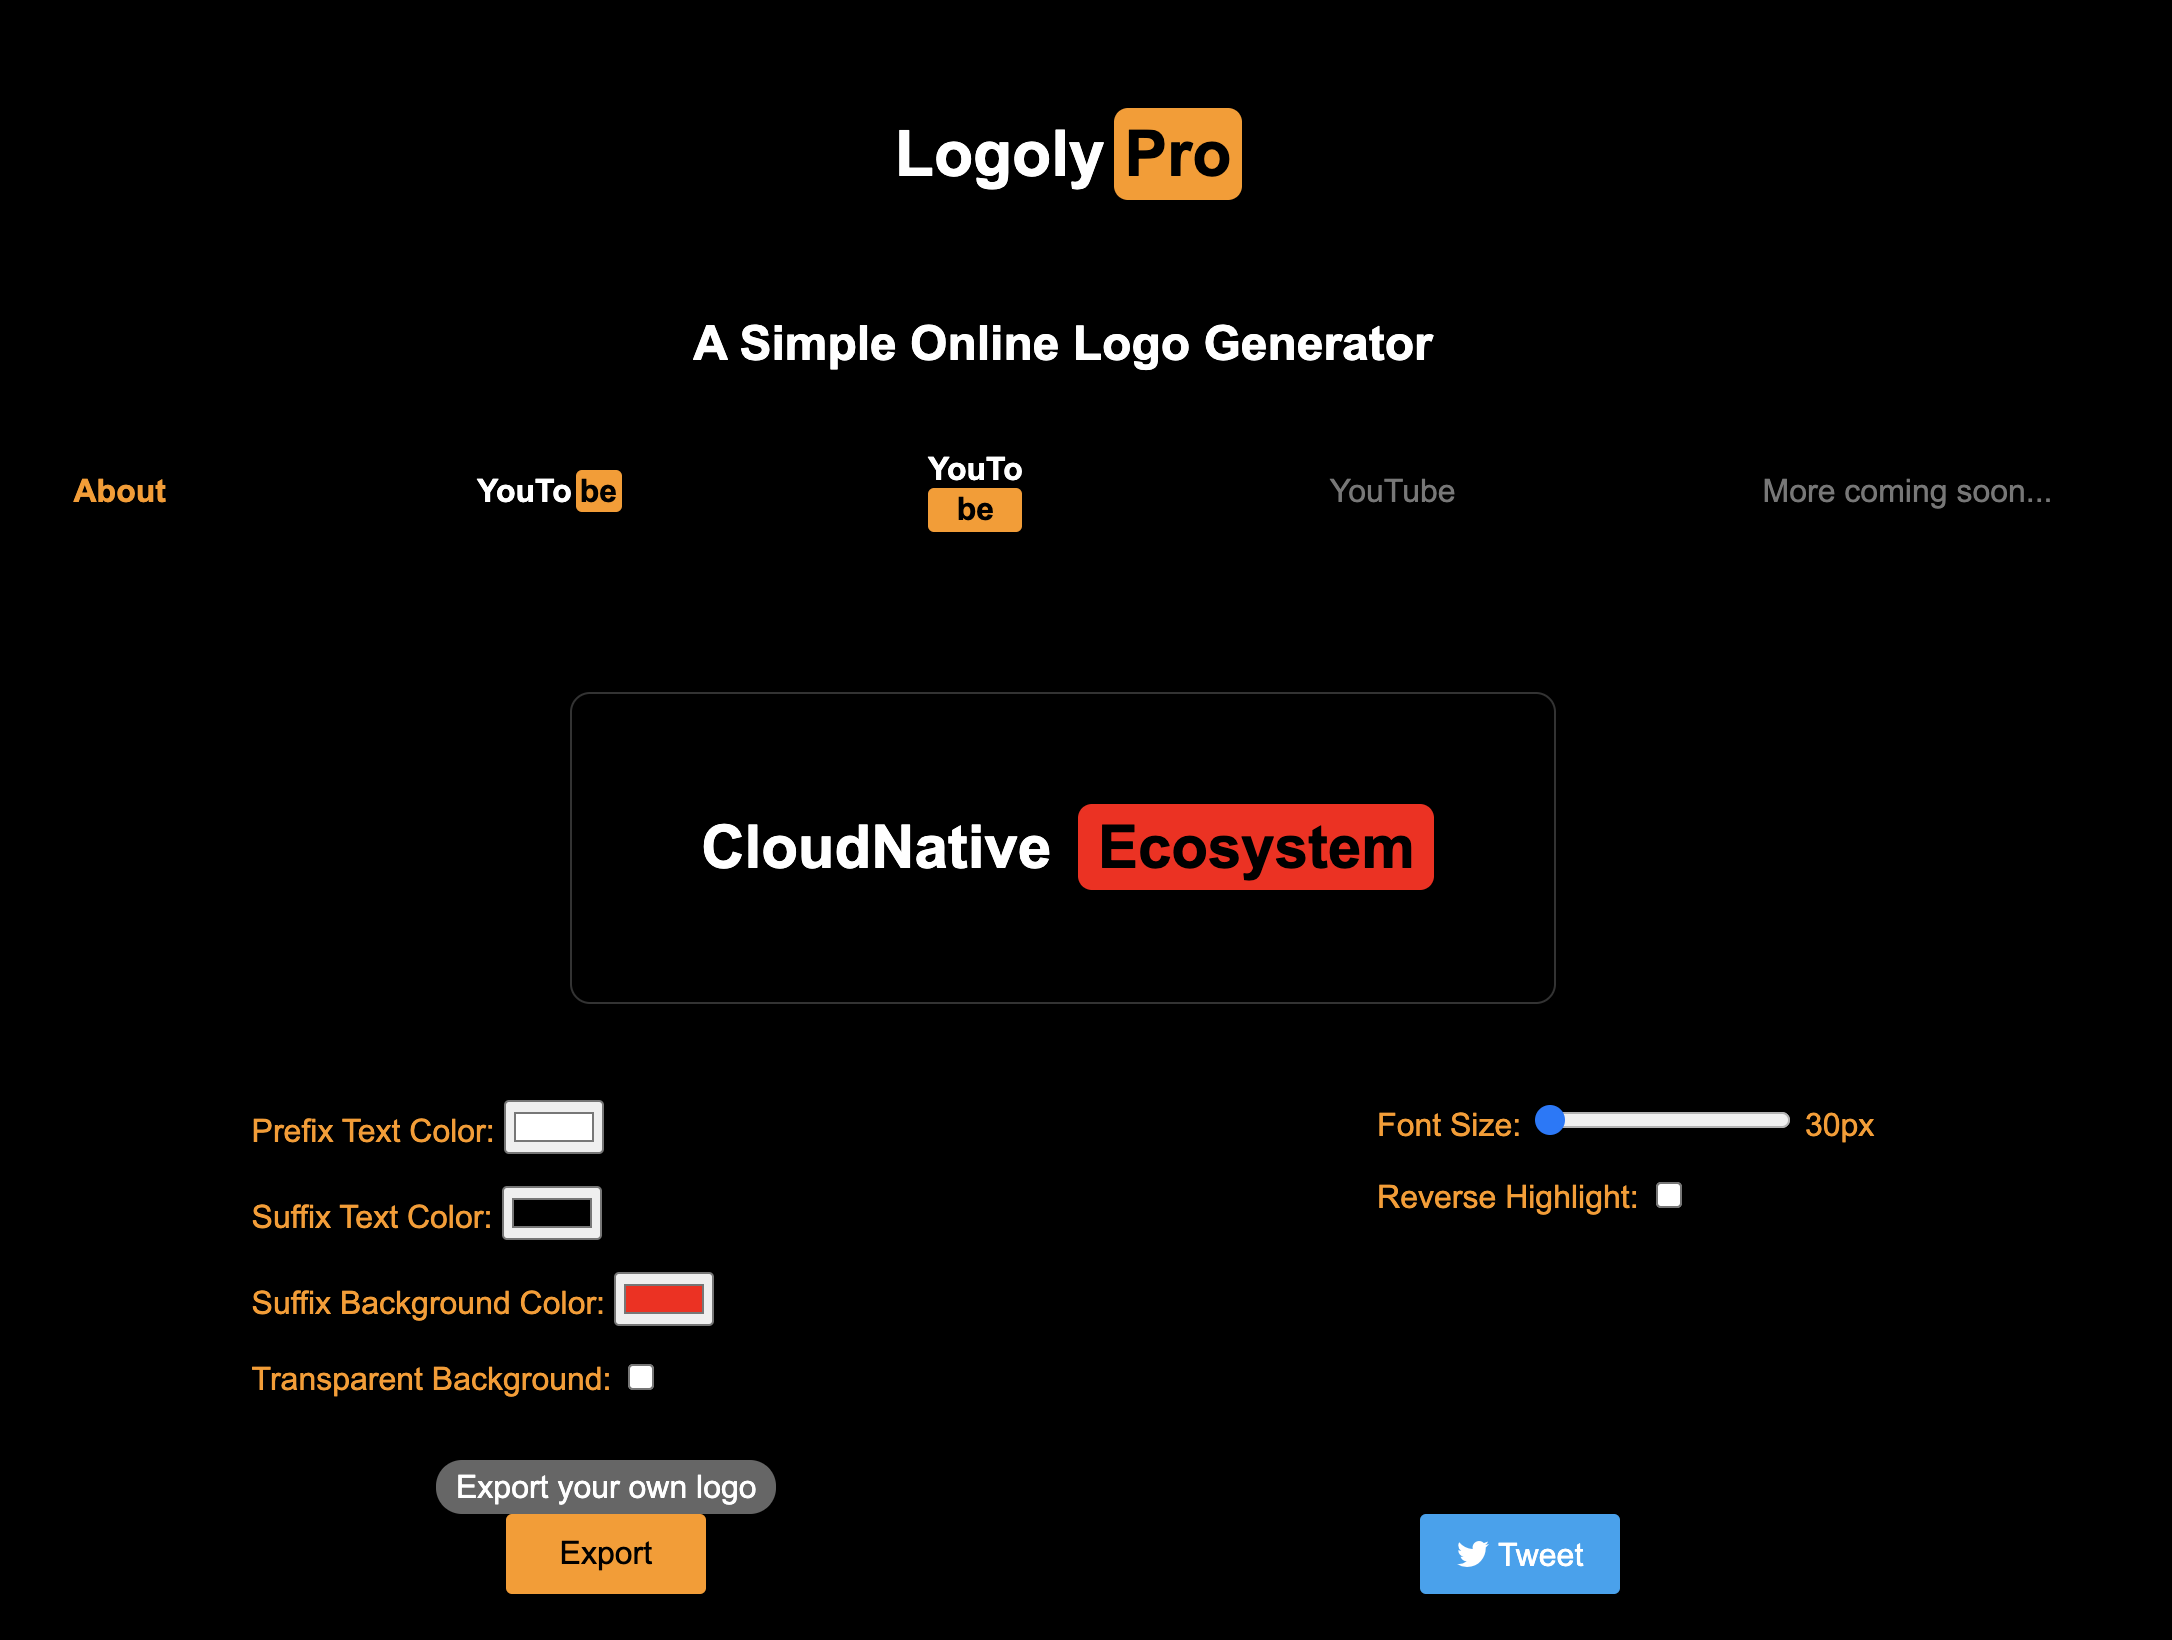 Logoly Pro
A Simple Online Logo Generator
About
YouTo be
YouTo
be
YouTube
More coming soon...
CloudNative Ecosystem
Prefix Text Color:
Suffix Text Color:
Suffix Background Color:
Transparent Background:
Font Size: 30px
Reverse Highlight:
Export your own logo
Export
Tweet